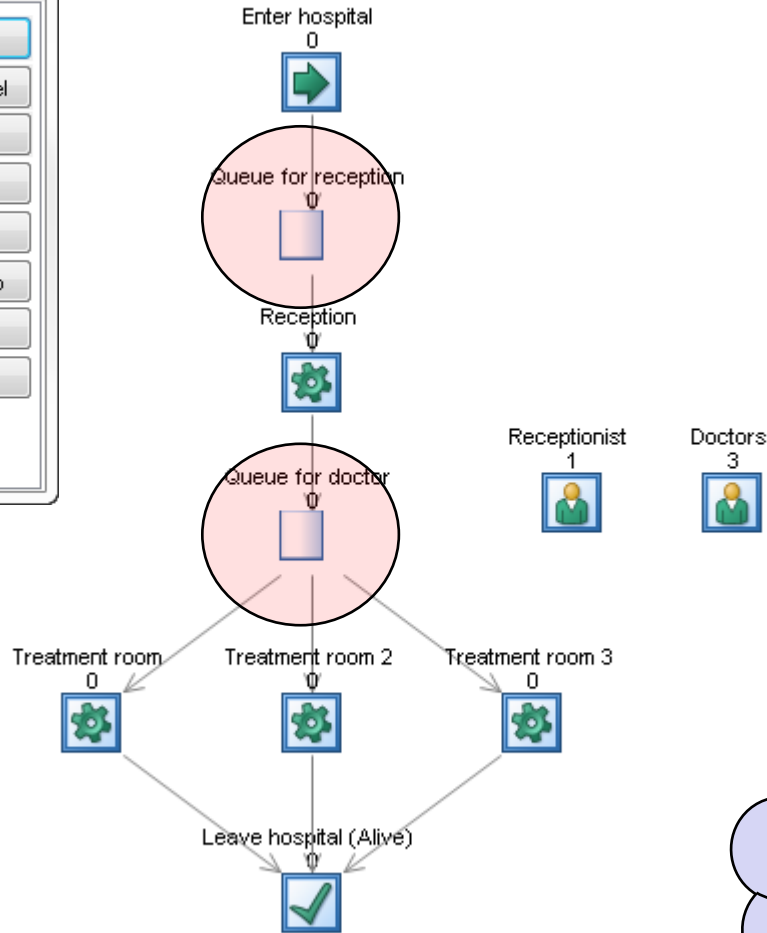 Enter hospital
0
Queue for reception
0
Reception
0
Receptionist
1
Doctors
3
Queue for doctor
0
Treatment room
0
Treatment room 2
0
Treatment room 3
0
Leave hospital (Alive)
0